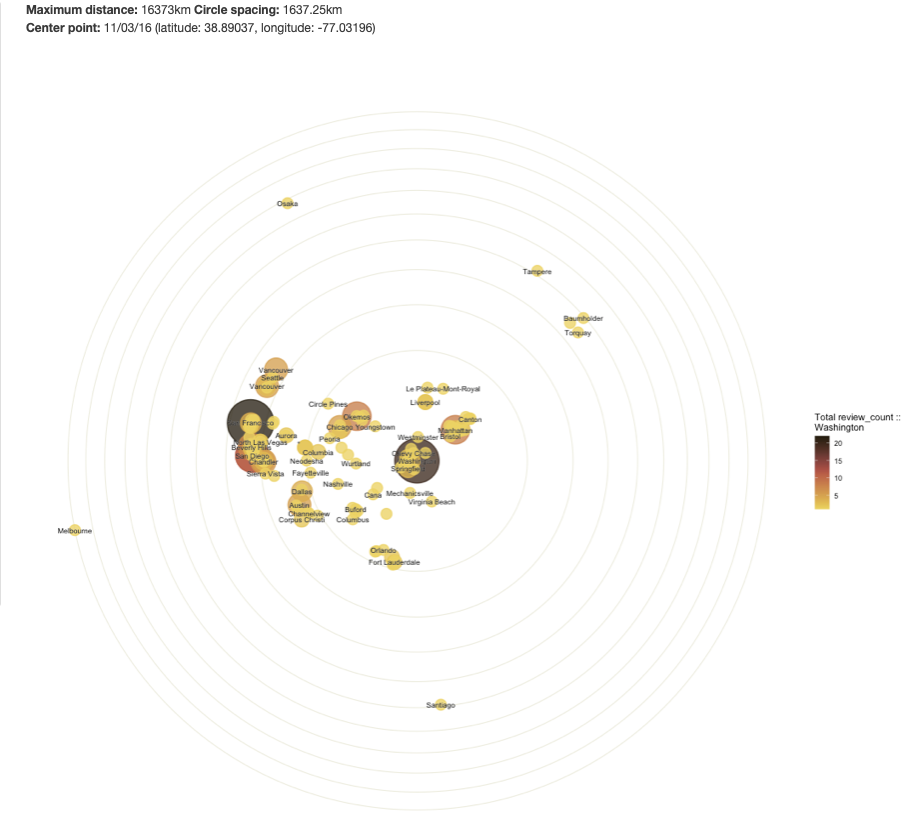 Maximum distance: 16373km Circle spacing: 1637.25km
Center point: 11/03/16 (latitude: 38.89037, longitude: -77.03196)
Osaka
Tampere
Baumholder
Torquay
Vancouver
Seattle
Vancouver
Le Plateau-Mont-Royal
Circle Pines
Liverpool
Okemos
Canton
Francisco
Chicago Youngstown
Manhattan
Total review_count ::
Washington
20
15
10
5
Aurora
Peoria
Westminster Bristol
North Las Vegas
Beverly Hills
Columbia
Chevy Chas
San Diego
Chandler
Neodesha
Wurtland
Washin
Springfie
Sierra Vista
Fayetteville
Nashville
Dallas
Cana
Mechanicsville
Virginia Beach
Austin
Channelview
Buford
Corpus Christi
Columbus
Melbourne
Orlando
Fort Lauderdale
Santiago